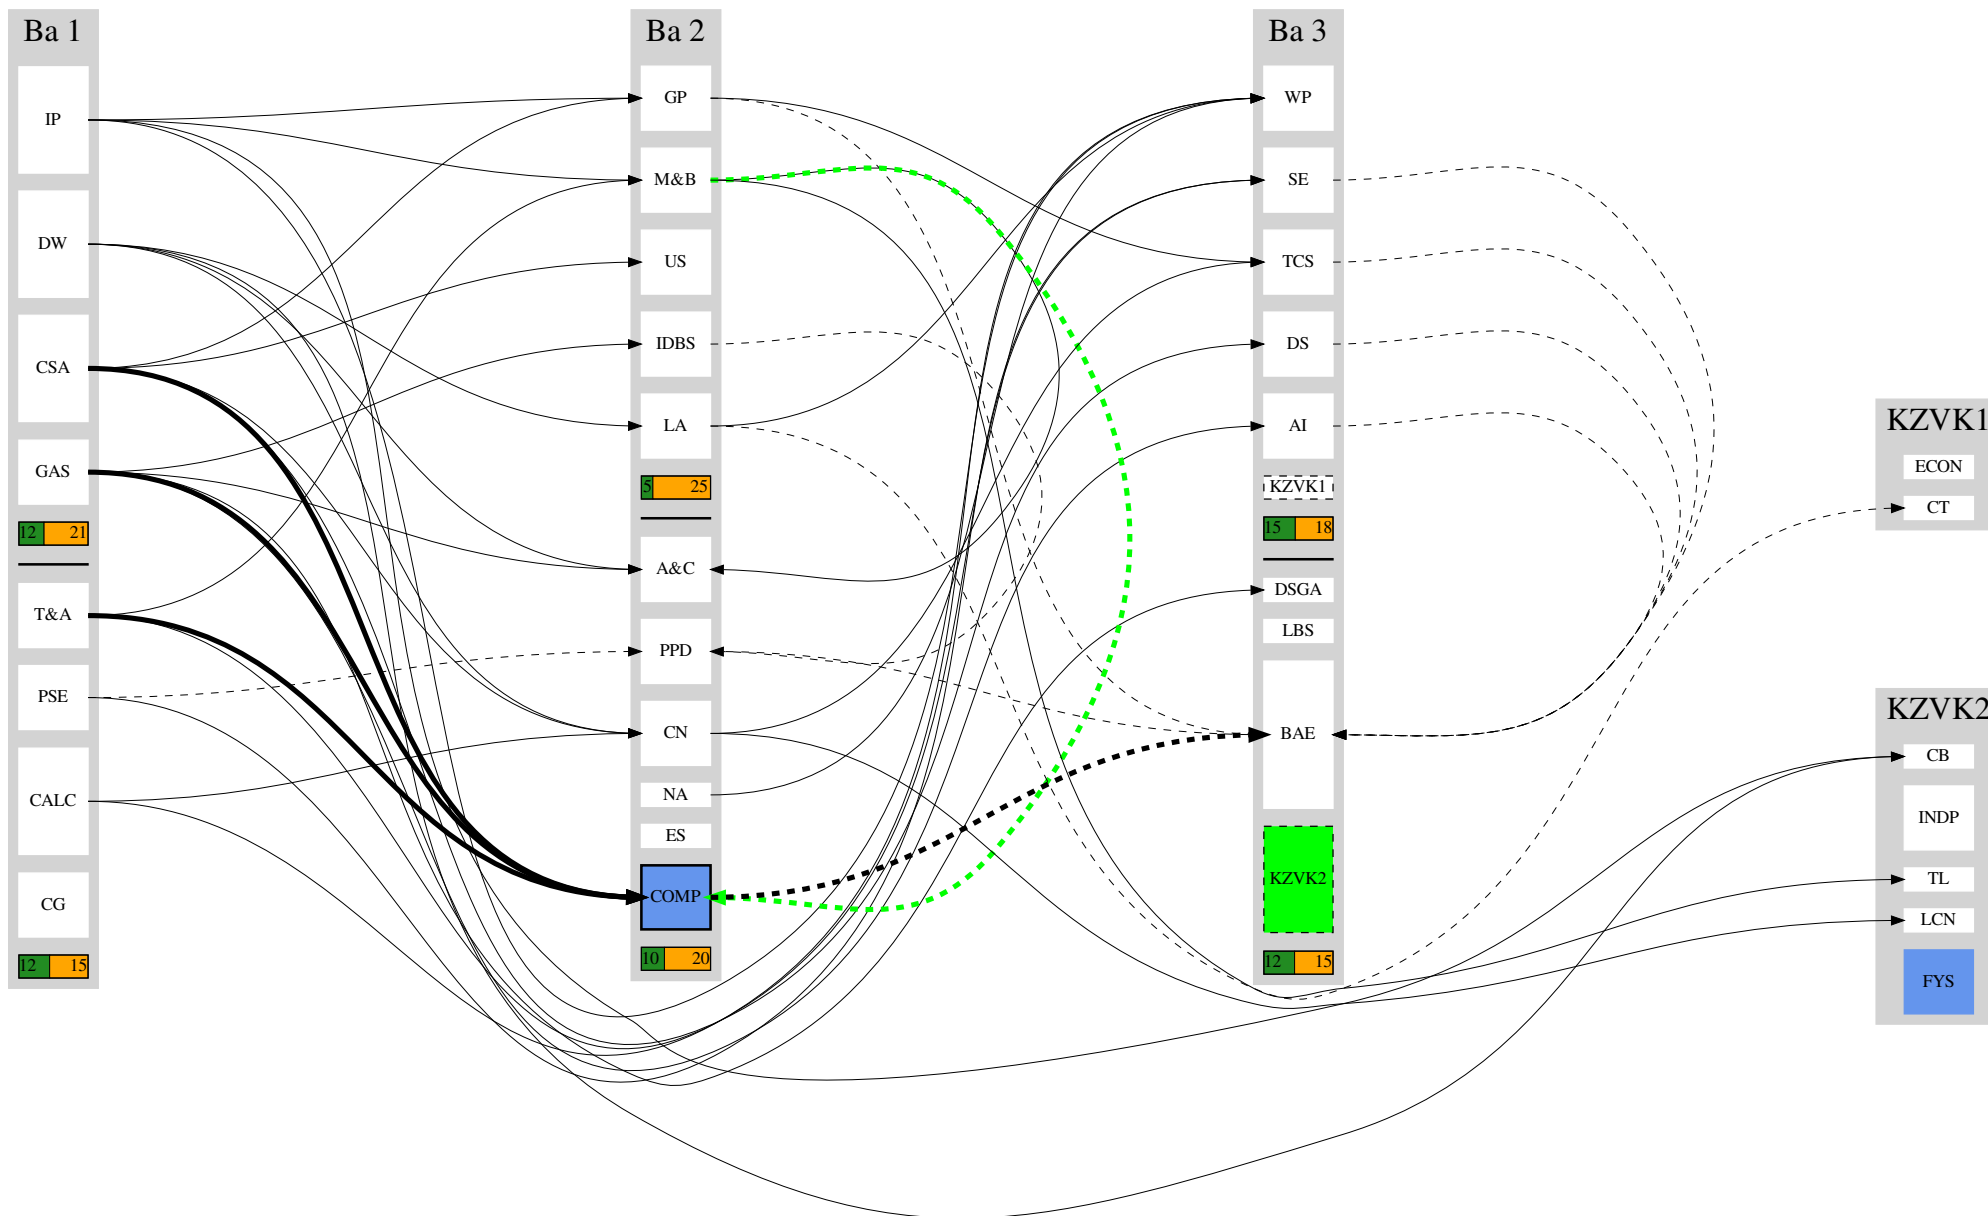 Ba 1
IP
DW
CSA
GAS
12 21
T&A
PSE
CALC
CG
12 15
Ba 2
GP
M&B
US
IDBS
LA
5 25
A&C
PPD
CN
NA
ES
COMP
10 20
Ba 3
WP
SE
TCS
DS
AI
KZVK1
15 18
DSGA
LBS
BAE
KZVK2
12 15
KZVK1
ECON
CT
KZVK2
CB
INDP
TL
LCN
FYS